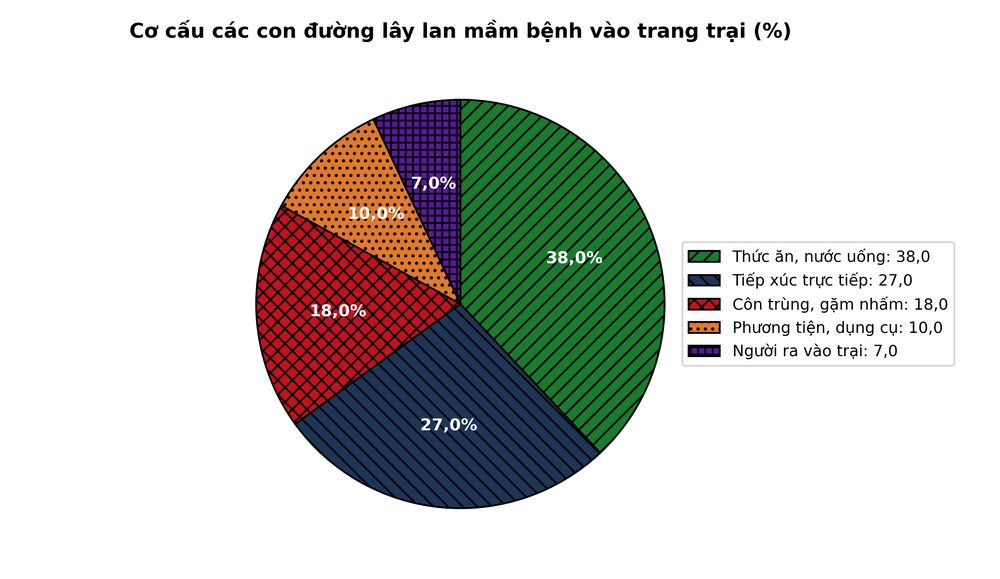 Cơ cấu các con đường lây lan mầm bệnh vào trang trại (%)
7,0%
10,0%
38,0%
18,0%
27,0%
Thức ăn, nước uống: 38,0
Tiếp xúc trực tiếp: 27,0
Côn trùng, gặm nhấm: 18,0
Phương tiện, dụng cụ: 10,0
Người ra vào trại: 7,0